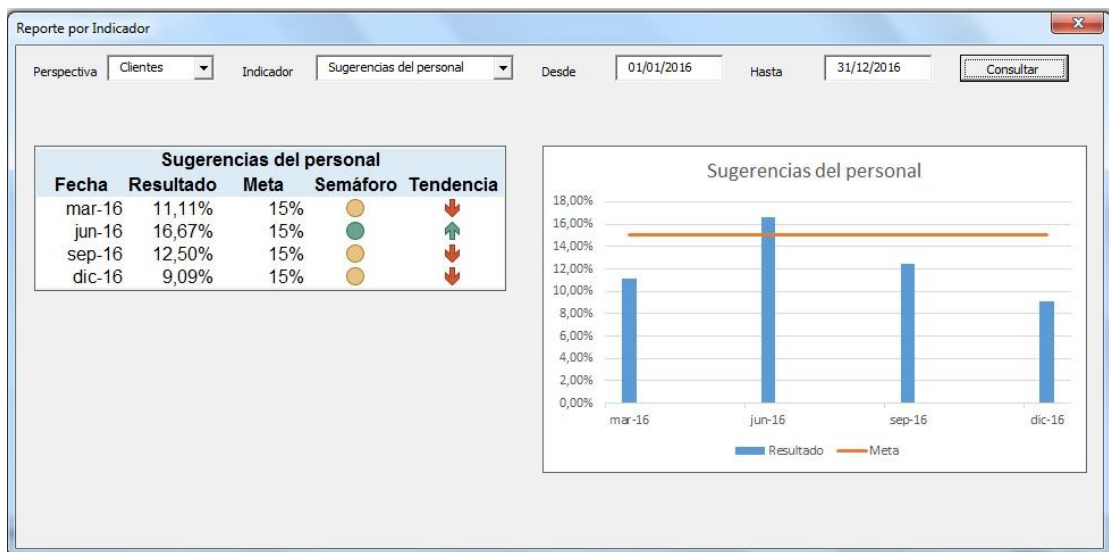 Reporte por Indicador
Perspectiva Clientes Indicador Sugerencias del personal Desde 01/01/2016 Hasta 31/12/2016 Consultar
Sugerencias del personal
Fecha Resultado Meta Semáforo Tendencia
mar-16 11,11% 15%
jun-16 16,67% 15%
sep-16 12,50% 15%
dic-16 9,09% 15%
Sugerencias del personal
18,00%
16,00%
14,00%
12,00%
10,00%
8,00%
6,00%
4,00%
2,00%
0,00%
mar-16 jun-16 sep-16 dic-16
Resultado Meta